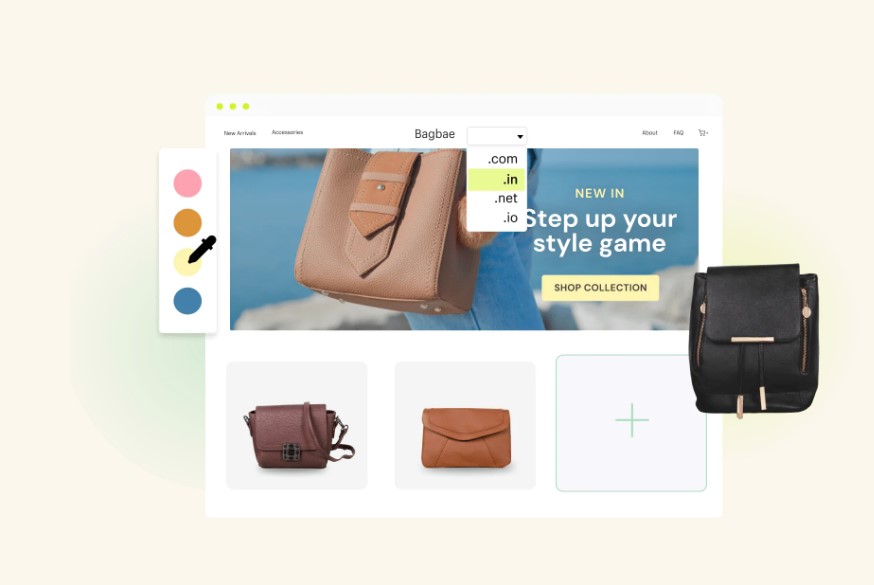 New Arrivals
Accessories
Bagbae
About
FAQ
.com
.in
.net
.io
NEW IN
Step up your
style game
SHOP COLLECTION